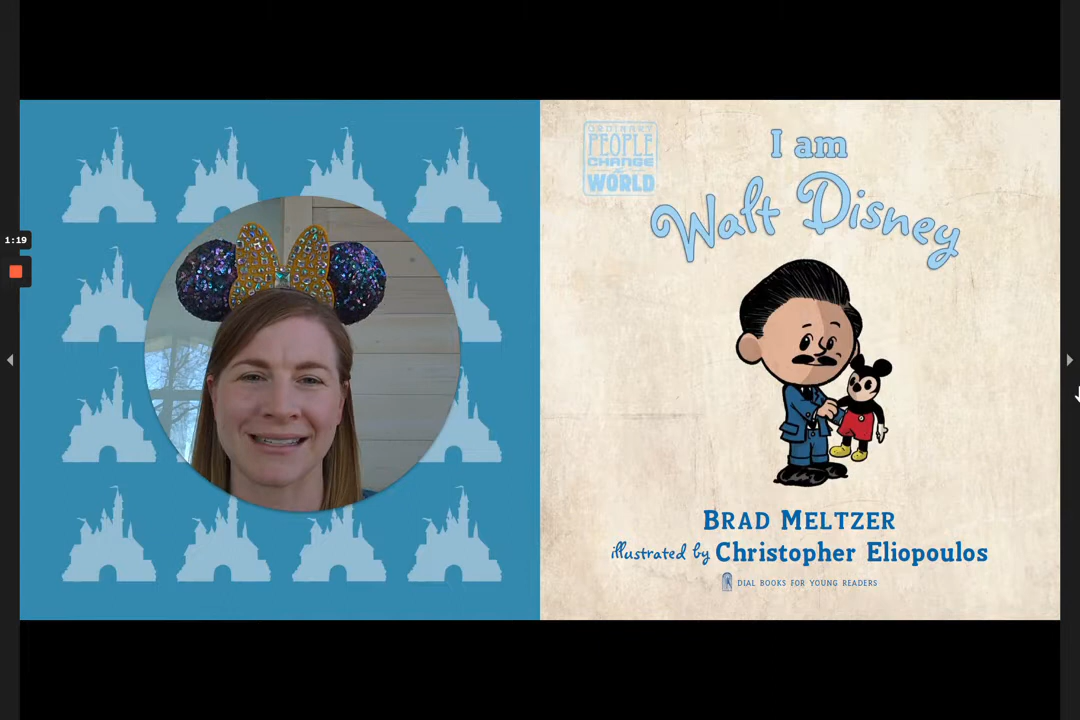 1:19
ORDINARY
PEOPLE
CHANGE
the
WORLD
I am
Walt Disney
BRAD MELTZER
illustrated by Christopher Eliopoulos
DIAL BOOKS FOR YOUNG READERS